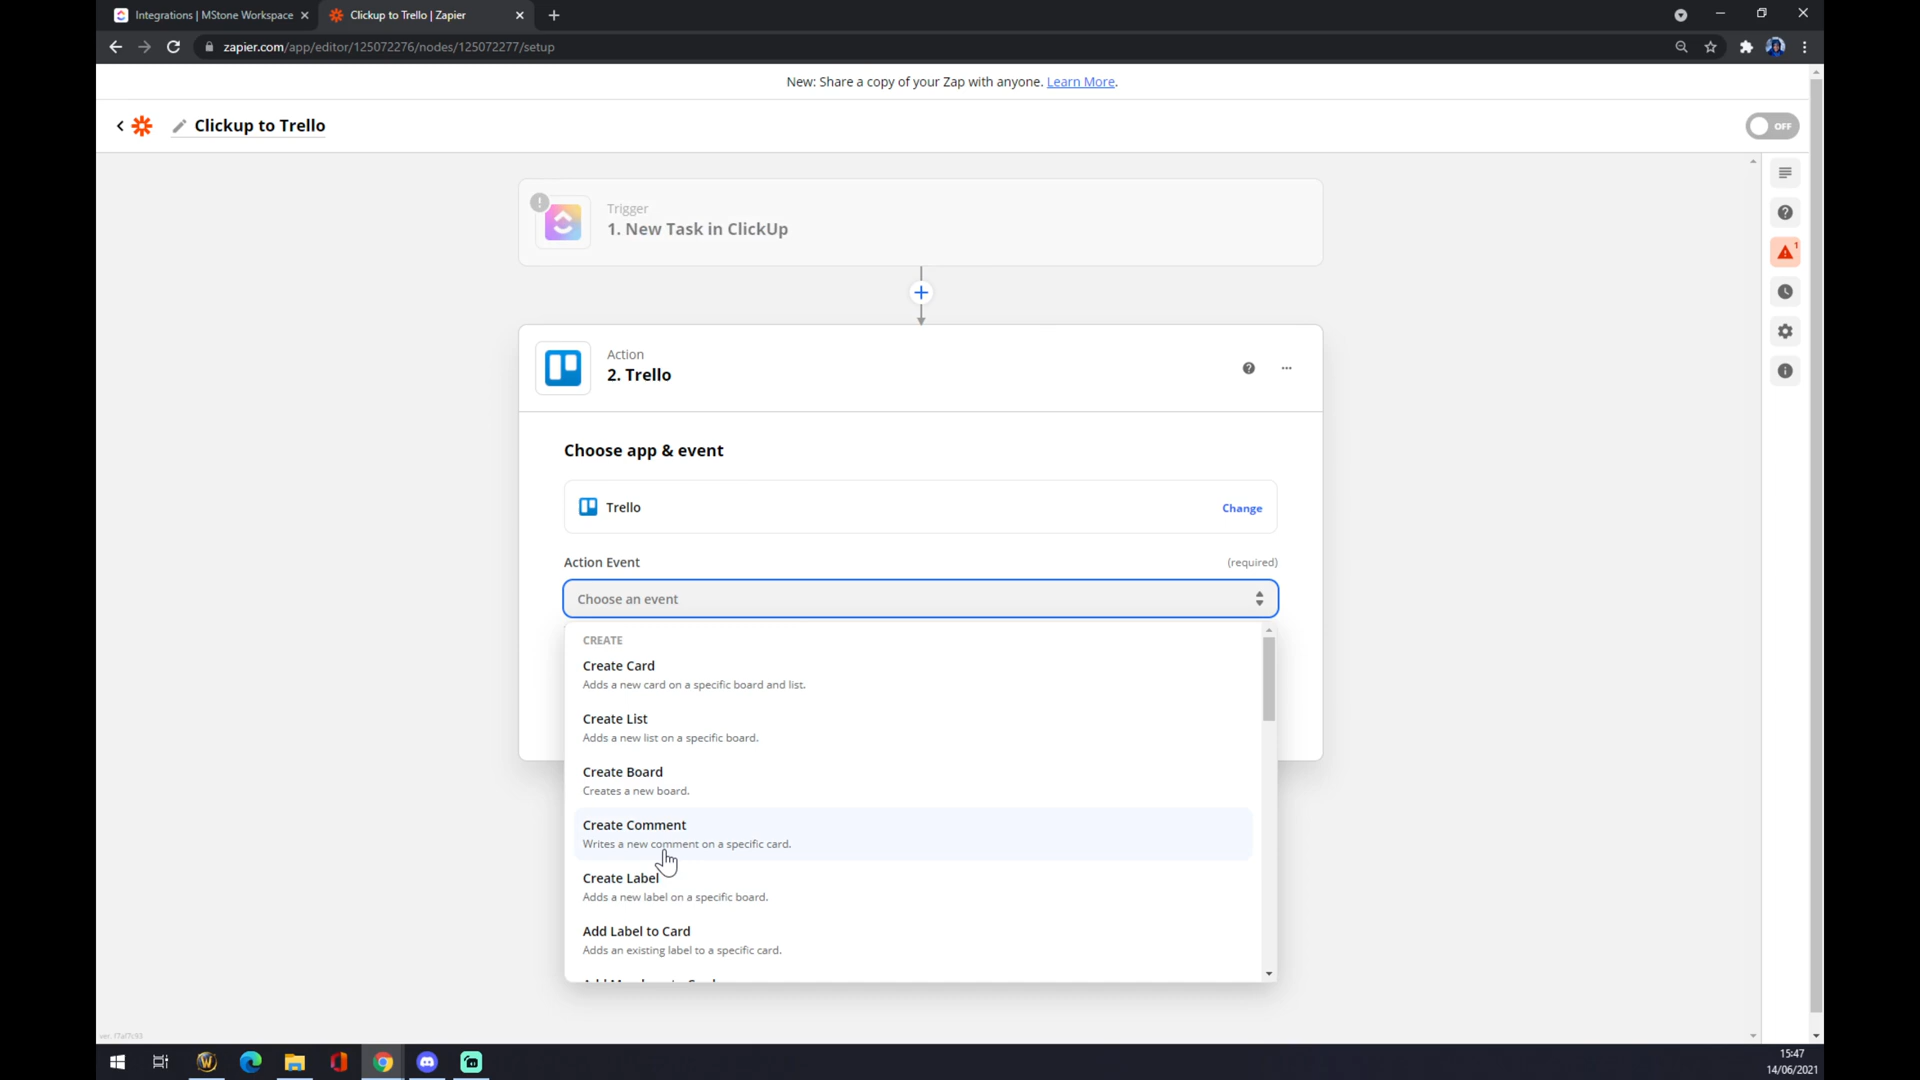 Integrations | MStone Workspace
Clickup to Trello | Zapier
zapier.com/app/editor/125072276/nodes/125072277/setup
New: Share a copy of your Zap with anyone. Learn More.
Clickup to Trello
OFF
Trigger
1. New Task in ClickUp
1
Action
2. Trello
Choose app & event
Trello
Change
Action Event
(required)
Choose an event
CREATE
Create Card
Adds a new card on a specific board and list.
Create List
Adds a new list on a specific board.
Create Board
Creates a new board.
Create Comment
Writes a new comment on a specific card.
Create Label
Adds a new label on a specific board.
Add Label to Card
Adds an existing label to a specific card.
15:47
14/06/2021